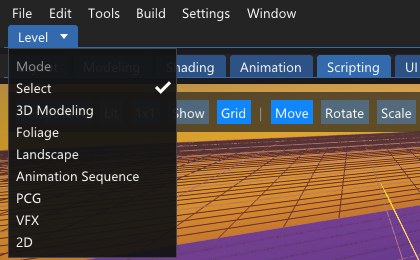 File Edit Tools Build Settings Window
Level
Modeling Shading Animation Scripting UI
Mode
Select
3D Modeling
Show Grid | Move Rotate Scale
Foliage
Landscape
Animation Sequence
PCG
VFX
2D